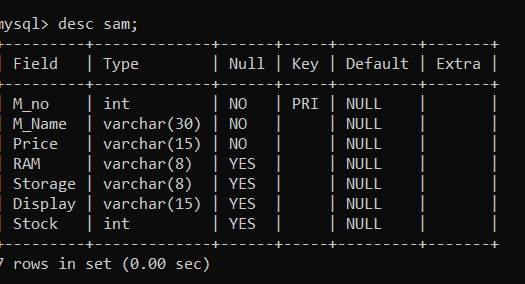 mysql> desc sam;
+---------+-------------+------+-----+---------+-------+
| Field   | Type        | Null | Key | Default | Extra |
+---------+-------------+------+-----+---------+-------+
| M_no    | int         | NO   | PRI | NULL    |       |
| M_Name  | varchar(30) | NO   |     | NULL    |       |
| Price   | varchar(15) | NO   |     | NULL    |       |
| RAM     | varchar(8)  | YES  |     | NULL    |       |
| Storage | varchar(8)  | YES  |     | NULL    |       |
| Display | varchar(15) | YES  |     | NULL    |       |
| Stock   | int         | YES  |     | NULL    |       |
+---------+-------------+------+-----+---------+-------+
7 rows in set (0.00 sec)